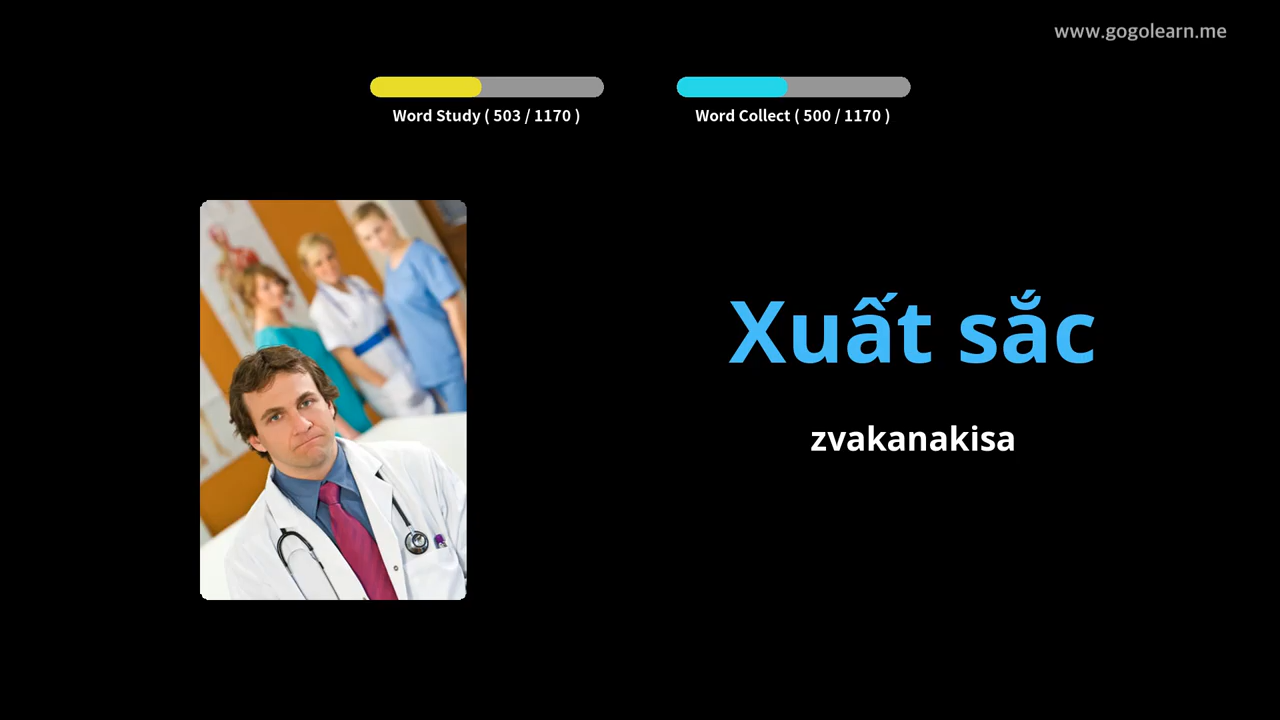 www.gogolearn.me
Word Study ( 503 / 1170 )
Word Collect ( 500 / 1170 )
Xuất sắc
zvakanakisa